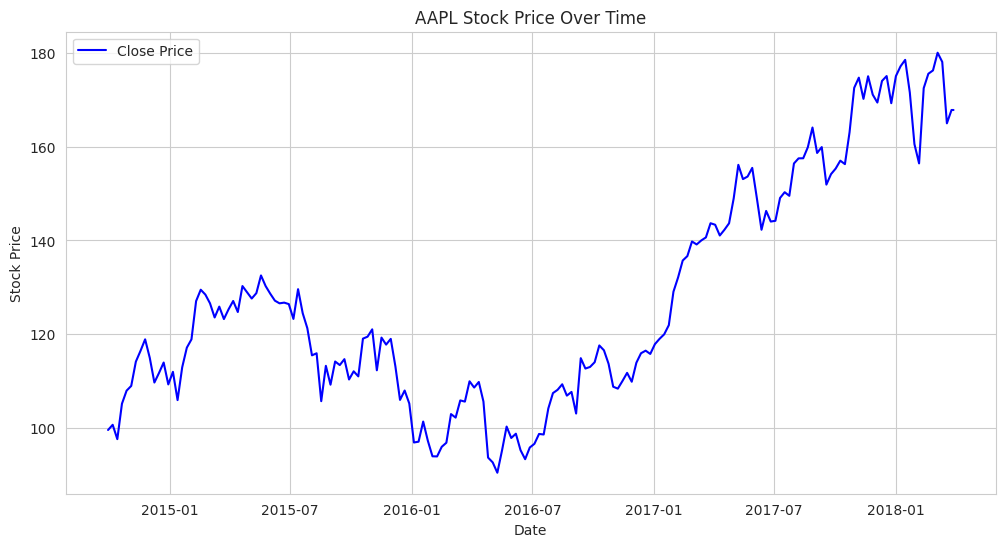 AAPL Stock Price Over Time
Close Price
Stock Price
180
160
140
120
100
2015-01 2015-07 2016-01 2016-07 2017-01 2017-07 2018-01
Date